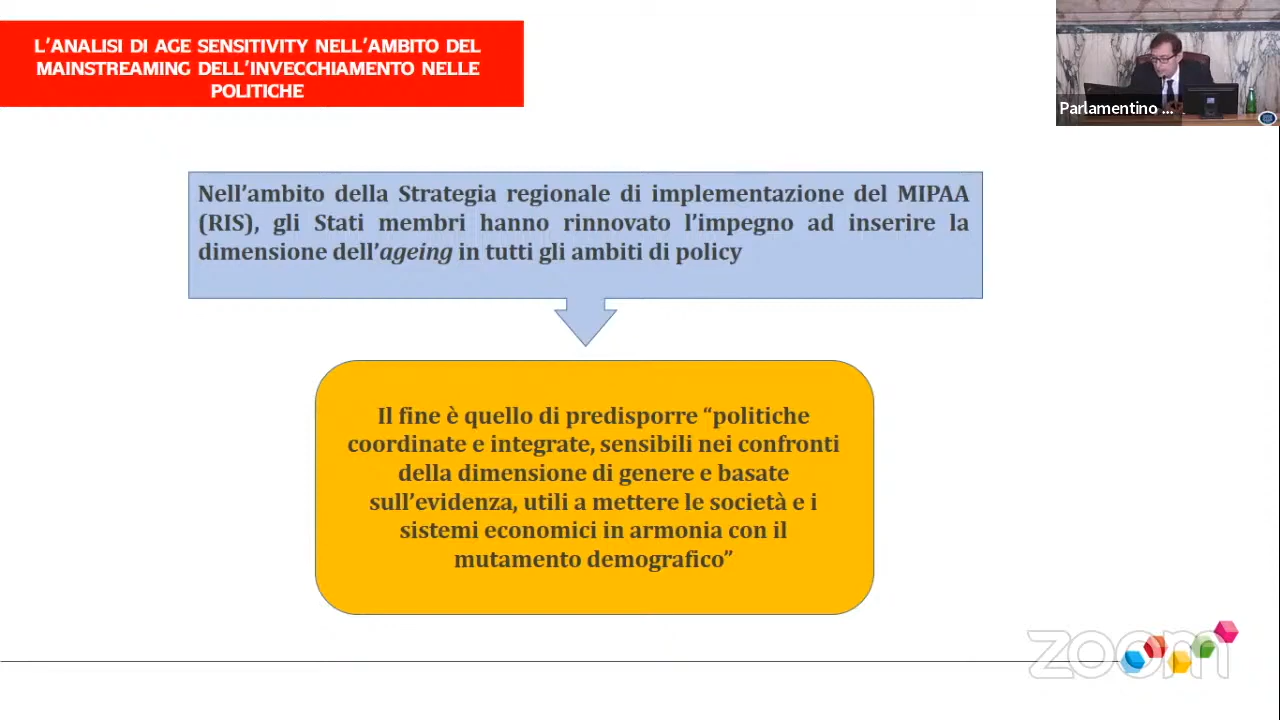 L'ANALISI DI AGE SENSITIVITY NELL'AMBITO DEL
MAINSTREAMING DELL'INVECCHIAMENTO NELLE
POLITICHE
Parlamentino ...
Nell'ambito della Strategia regionale di implementazione del MIPAA
(RIS), gli Stati membri hanno rinnovato l'impegno ad inserire la
dimensione dell'ageing in tutti gli ambiti di policy
Il fine è quello di predisporre “politiche
coordinate e integrate, sensibili nei confronti
della dimensione di genere e basate
sull'evidenza, utili a mettere le società e i
sistemi economici in armonia con il
mutamento demografico”
zoom